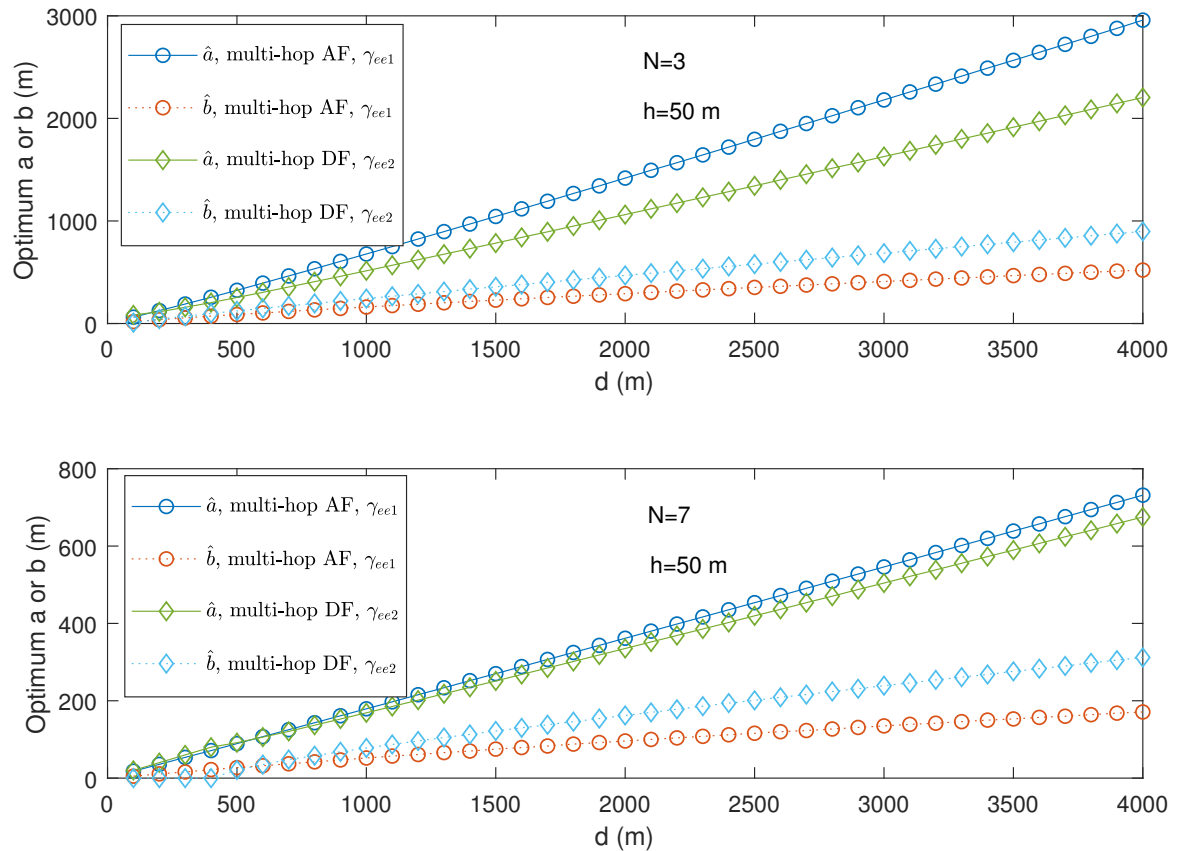 3000
2000
1000
0
Optimum a or b (m)
â, multi-hop AF, γee1
b̂, multi-hop AF, γee1
â, multi-hop DF, γee2
b̂, multi-hop DF, γee2
N=3
h=50 m
0 500 1000 1500 2000 2500 3000 3500 4000
d (m)
800
600
400
200
0
Optimum a or b (m)
â, multi-hop AF, γee1
b̂, multi-hop AF, γee1
â, multi-hop DF, γee2
b̂, multi-hop DF, γee2
N=7
h=50 m
0 500 1000 1500 2000 2500 3000 3500 4000
d (m)